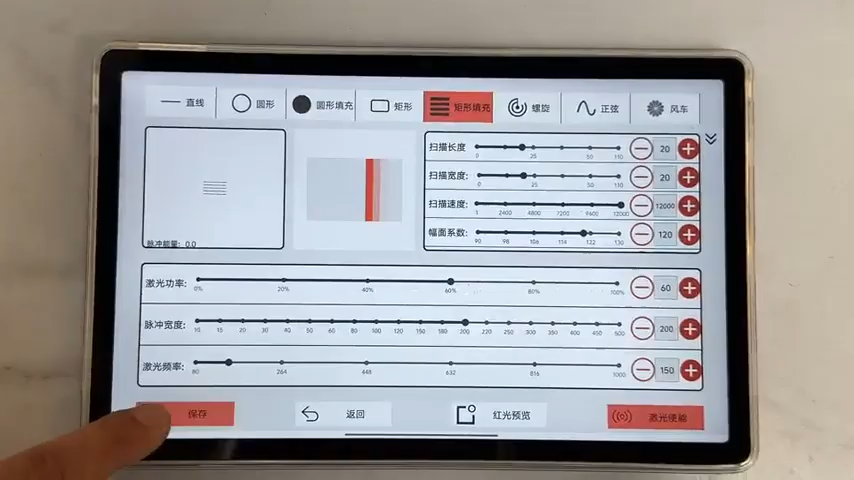 直线 圆形 圆形填充 矩形 矩形填充 螺旋 正弦 风车
脉冲能量: 0.0
扫描长度 0 25 50 110 20
扫描宽度: 0 25 50 110 20
扫描速度: 1 2400 4800 7200 9600 12000 12000
幅面系数: 90 98 106 114 122 130 120
激光功率: 0% 20% 40% 60% 80% 100% 60
脉冲宽度: 10 15 20 30 40 50 60 80 100 120 150 180 200 220 250 300 350 400 450 500 200
激光频率: 80 264 448 632 816 1000 150
保存 返回 红光预览 激光使能